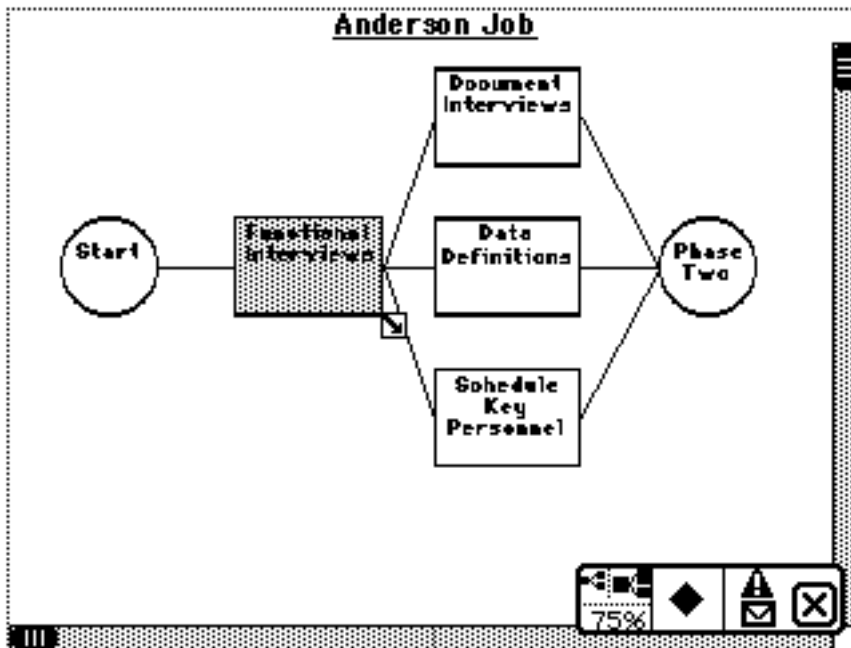 Anderson Job
Document
Interviews
Start
Functional
Interviews
Data
Definitions
Phase
Two
Schedule
Key
Personnel
75%